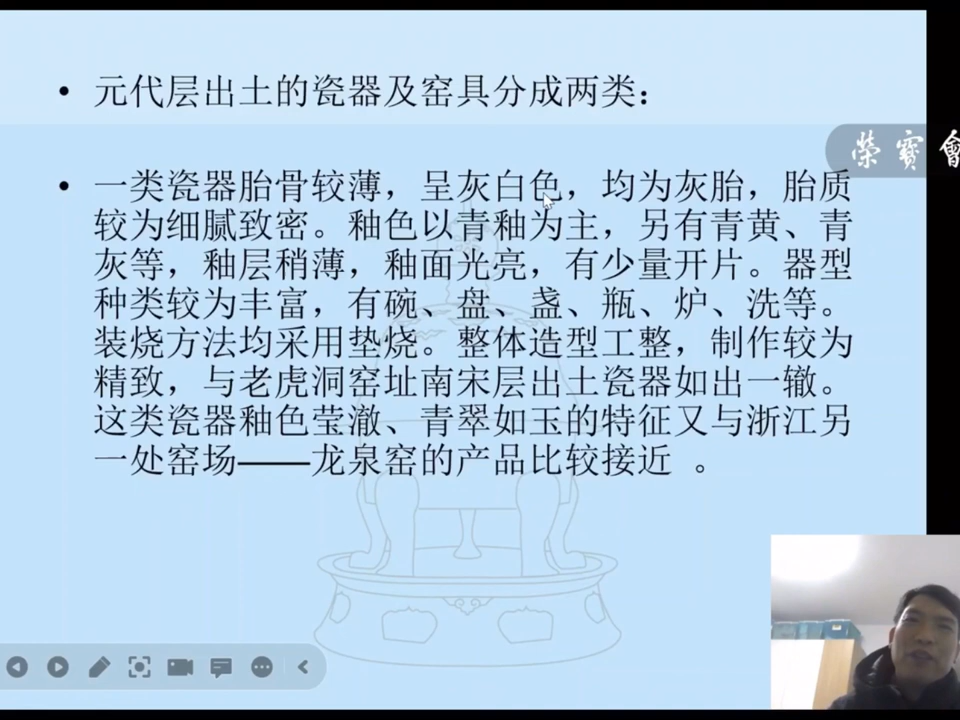 • 元代层出土的瓷器及窑具分成两类：
榮寳會
• 一类瓷器胎骨较薄，呈灰白色，均为灰胎，胎质
较为细腻致密。釉色以青釉为主，另有青黄、青
灰等，釉层稍薄，釉面光亮，有少量开片。器型
种类较为丰富，有碗、盘、盏、瓶、炉、洗等。
装烧方法均采用垫烧。整体造型工整，制作较为
精致，与老虎洞窑址南宋层出土瓷器如出一辙。
这类瓷器釉色莹澈、青翠如玉的特征又与浙江另
一处窑场——龙泉窑的产品比较接近 。